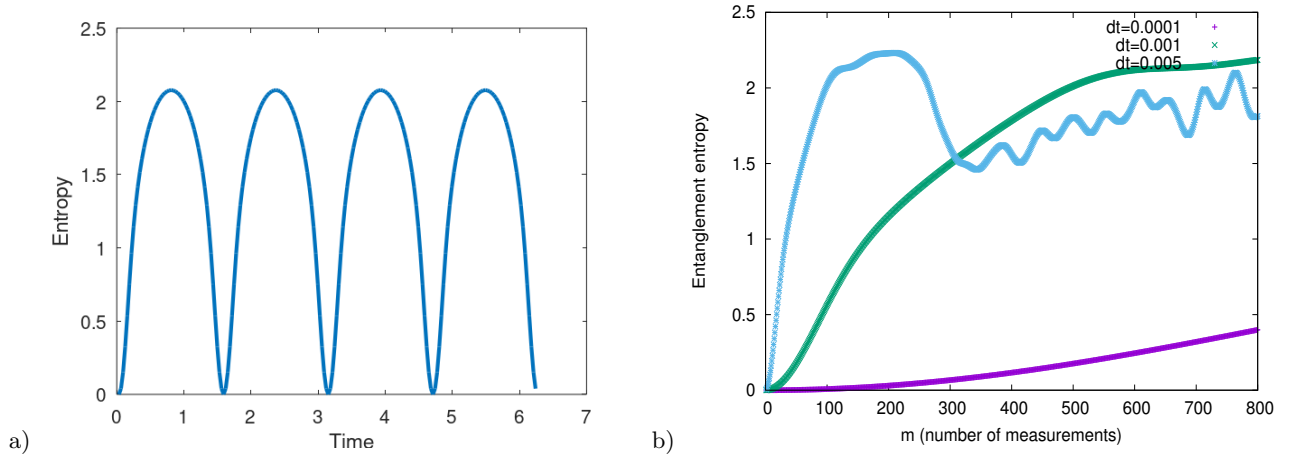 2.5
2
1.5
1
0.5
0
0 1 2 3 4 5 6 7
Entropy
Time
a)
2.5
2
1.5
1
0.5
0
0 100 200 300 400 500 600 700 800
Entanglement entropy
m (number of measurements)
dt=0.0001
dt=0.001
dt=0.005
b)